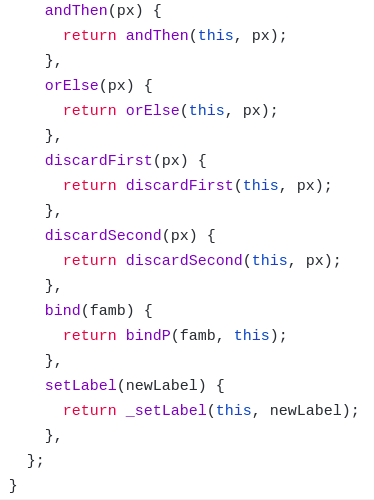 andThen(px) {
return andThen(this, px);
},
orElse(px) {
return orElse(this, px);
},
discardFirst(px) {
return discardFirst(this, px);
},
discardSecond(px) {
return discardSecond(this, px);
},
bind(famb) {
return bindP(famb, this);
},
setLabel(newLabel) {
return _setLabel(this, newLabel);
},
};
}